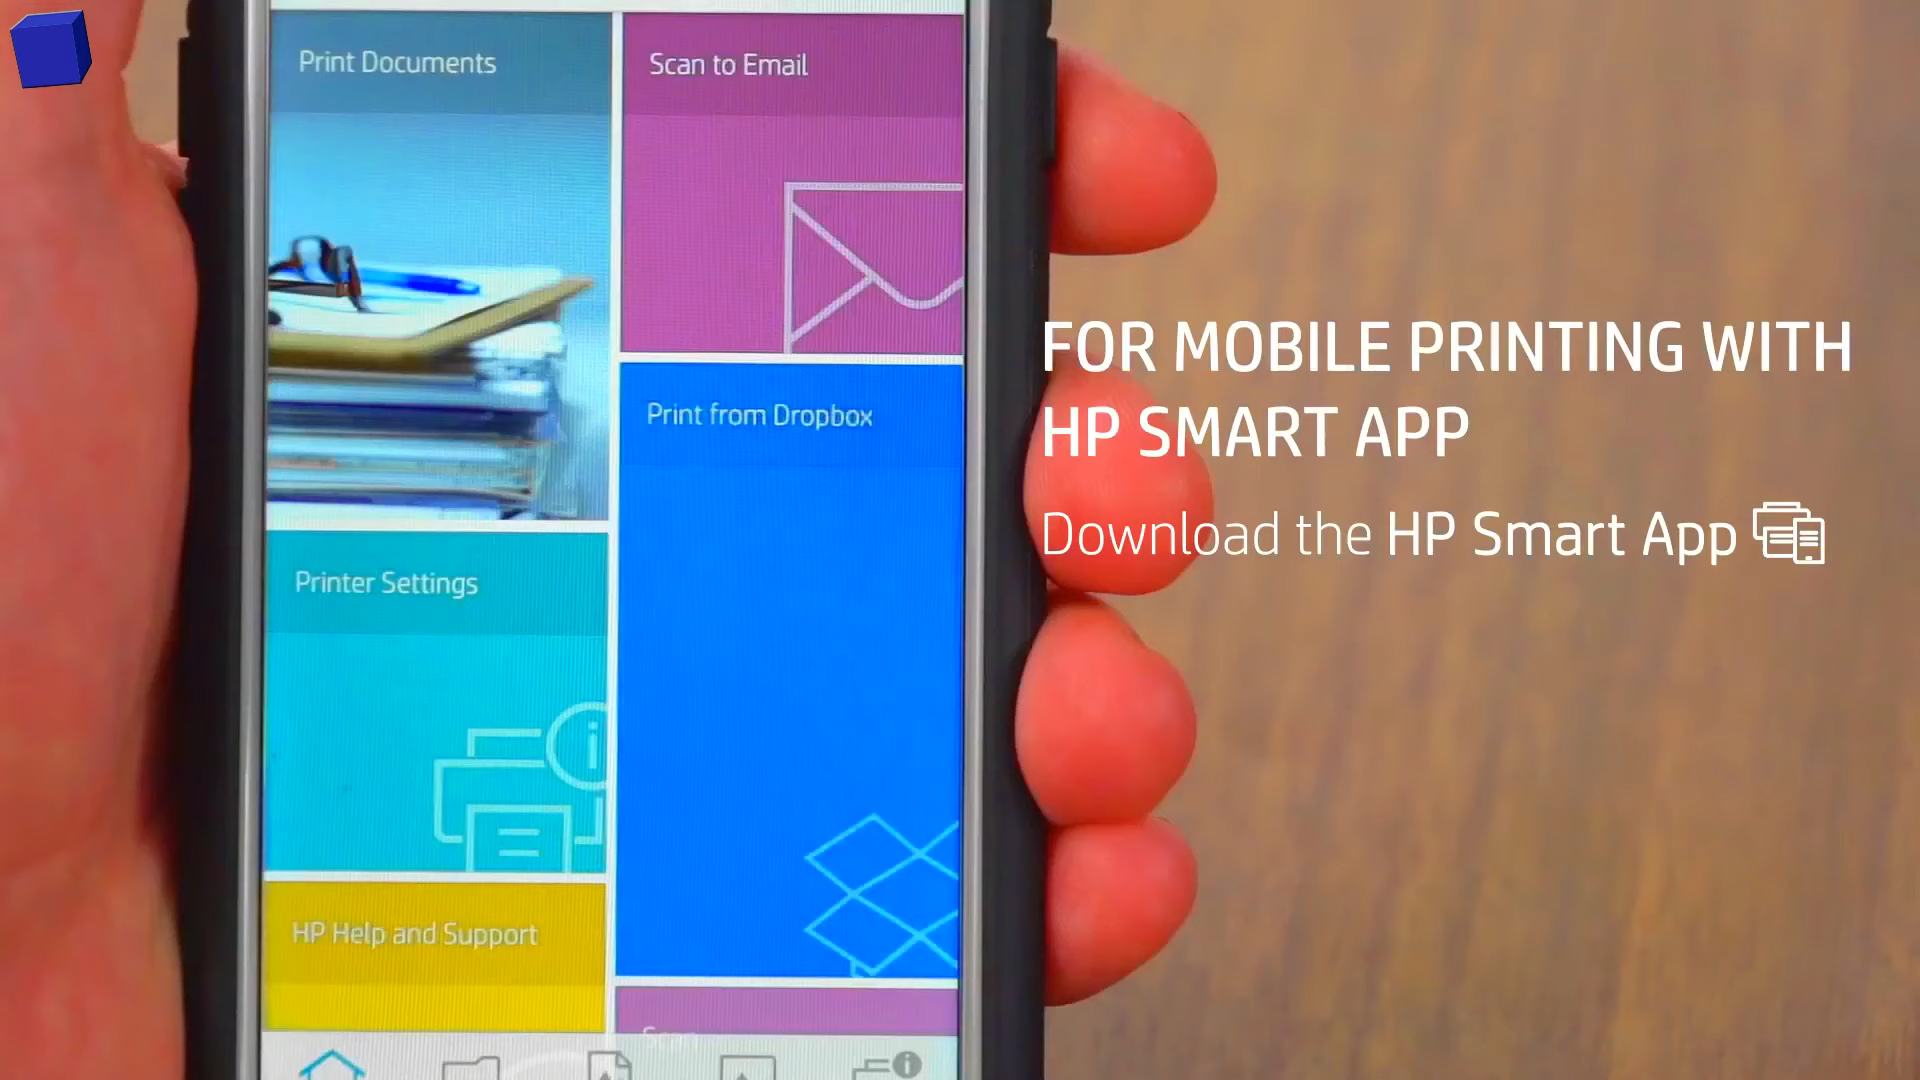 Print Documents
Scan to Email
Print from Dropbox
Printer Settings
HP Help and Support
Scan
FOR MOBILE PRINTING WITH
HP SMART APP
Download the HP Smart App